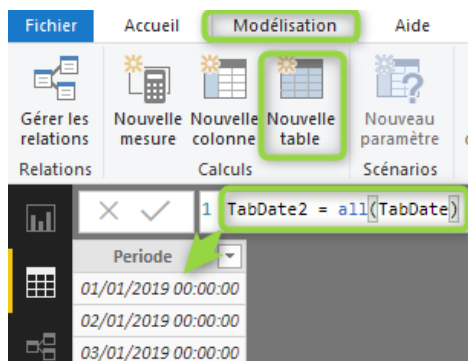 Fichier Accueil Modélisation Aide
Gérer les Nouvelle Nouvelle Nouvelle Nouveau
relations mesure colonne table paramètre
Relations Calculs Scénarios
1 TabDate2 = all(TabDate)
Periode
01/01/2019 00:00:00
02/01/2019 00:00:00
03/01/2019 00:00:00